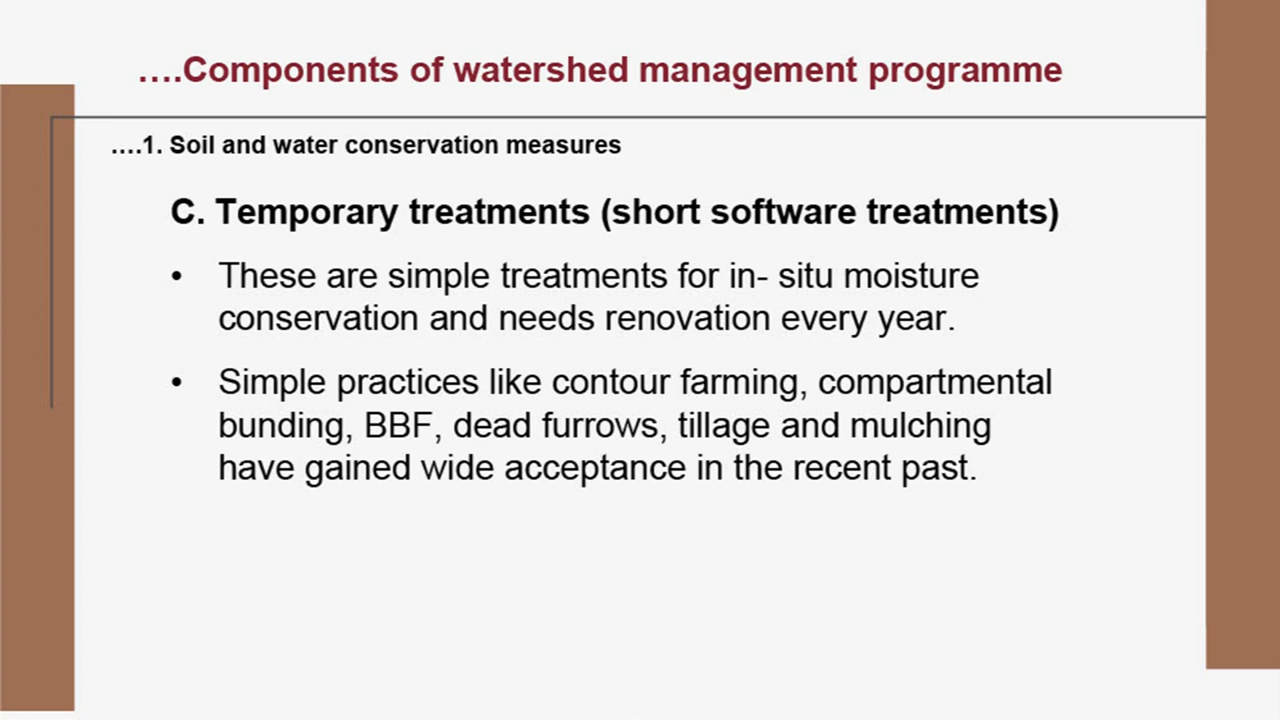 ....Components of watershed management programme
....1. Soil and water conservation measures
C. Temporary treatments (short software treatments)
• These are simple treatments for in- situ moisture
conservation and needs renovation every year.
• Simple practices like contour farming, compartmental
bunding, BBF, dead furrows, tillage and mulching
have gained wide acceptance in the recent past.